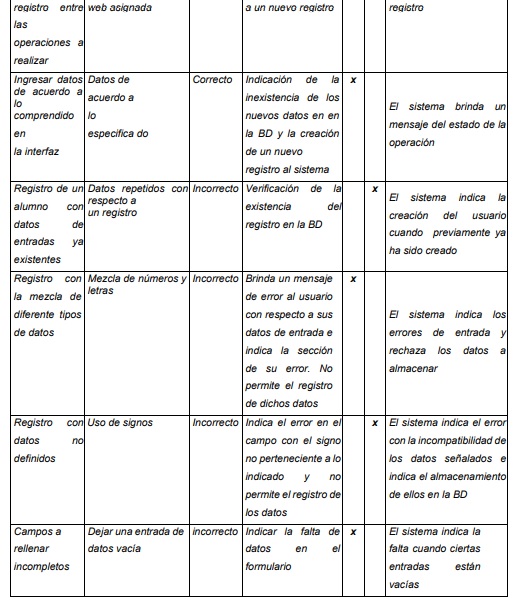 registro entre
las
operaciones a
realizar
web asignada
a un nuevo registro
registro
Ingresar datos
de acuerdo a
lo
comprendido
en
la interfaz
Datos de
acuerdo a
lo
especifica do
Correcto
Indicación de la
inexistencia de los
nuevos datos en en
la BD y la creación
de un nuevo
registro al sistema
x
El sistema brinda un
mensaje del estado de la
operación
Registro de un
alumno con
datos de
entradas ya
existentes
Datos repetidos con
respecto a
un registro
Incorrecto
Verificación de la
existencia del
registro en la BD
x
El sistema indica la
creación del usuario
cuando previamente ya
ha sido creado
Registro con
la mezcla de
diferente tipos
de datos
Mezcla de números y
letras
Incorrecto
Brinda un mensaje
de error al usuario
con respecto a sus
datos de entrada e
indica la sección
de su error. No
permite el registro
de dichos datos
x
El sistema indica los
errores de entrada y
rechaza los datos a
almacenar
Registro con
datos no
definidos
Uso de signos
Incorrecto
Indica el error en el
campo con el signo
no perteneciente a lo
indicado y no
permite el registro de
los datos
x
El sistema indica el error
con la incompatibilidad de
los datos señalados e
indica el almacenamiento
de ellos en la BD
Campos a
rellenar
incompletos
Dejar una entrada de
datos vacía
incorrecto
Indicar la falta de
datos en el
formulario
x
El sistema indica la
falta cuando ciertas
entradas están
vacías